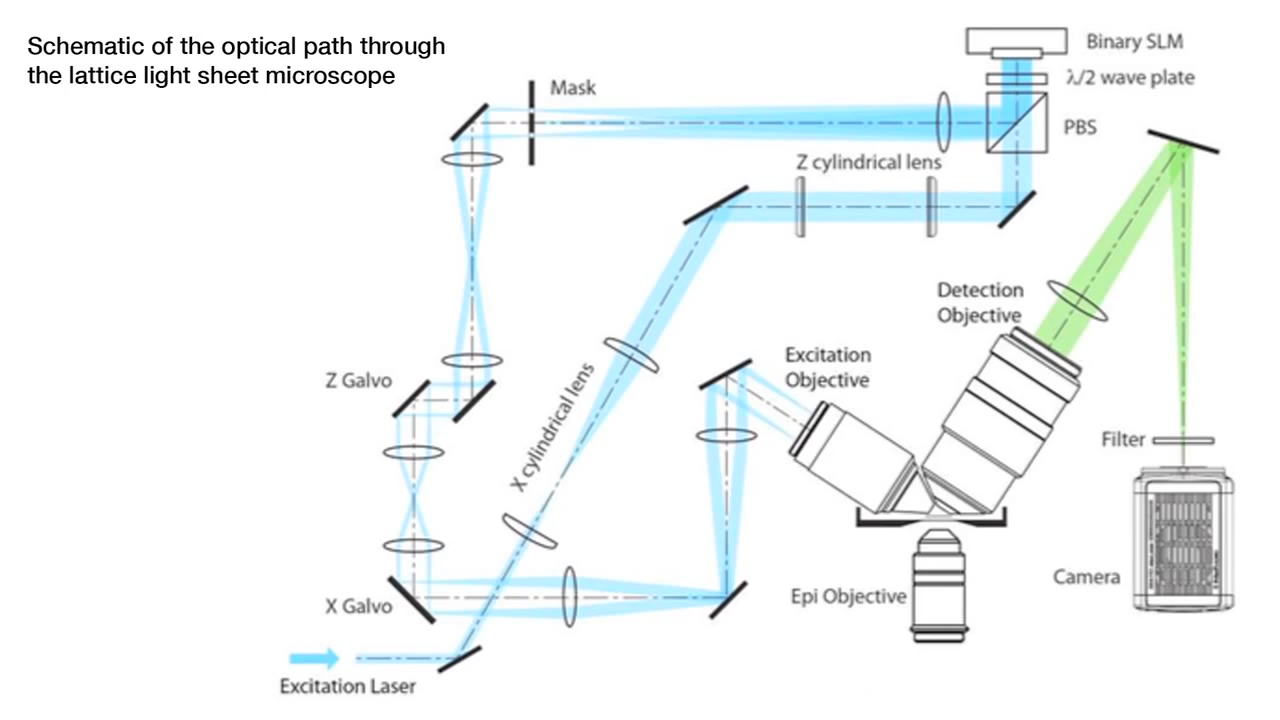 Schematic of the optical path through
the lattice light sheet microscope
Binary SLM
λ/2 wave plate
Mask
PBS
Z cylindrical lens
Detection
Objective
Excitation
Objective
Z Galvo
X cylindrical lens
Filter
Camera
X Galvo
Epi Objective
Excitation Laser